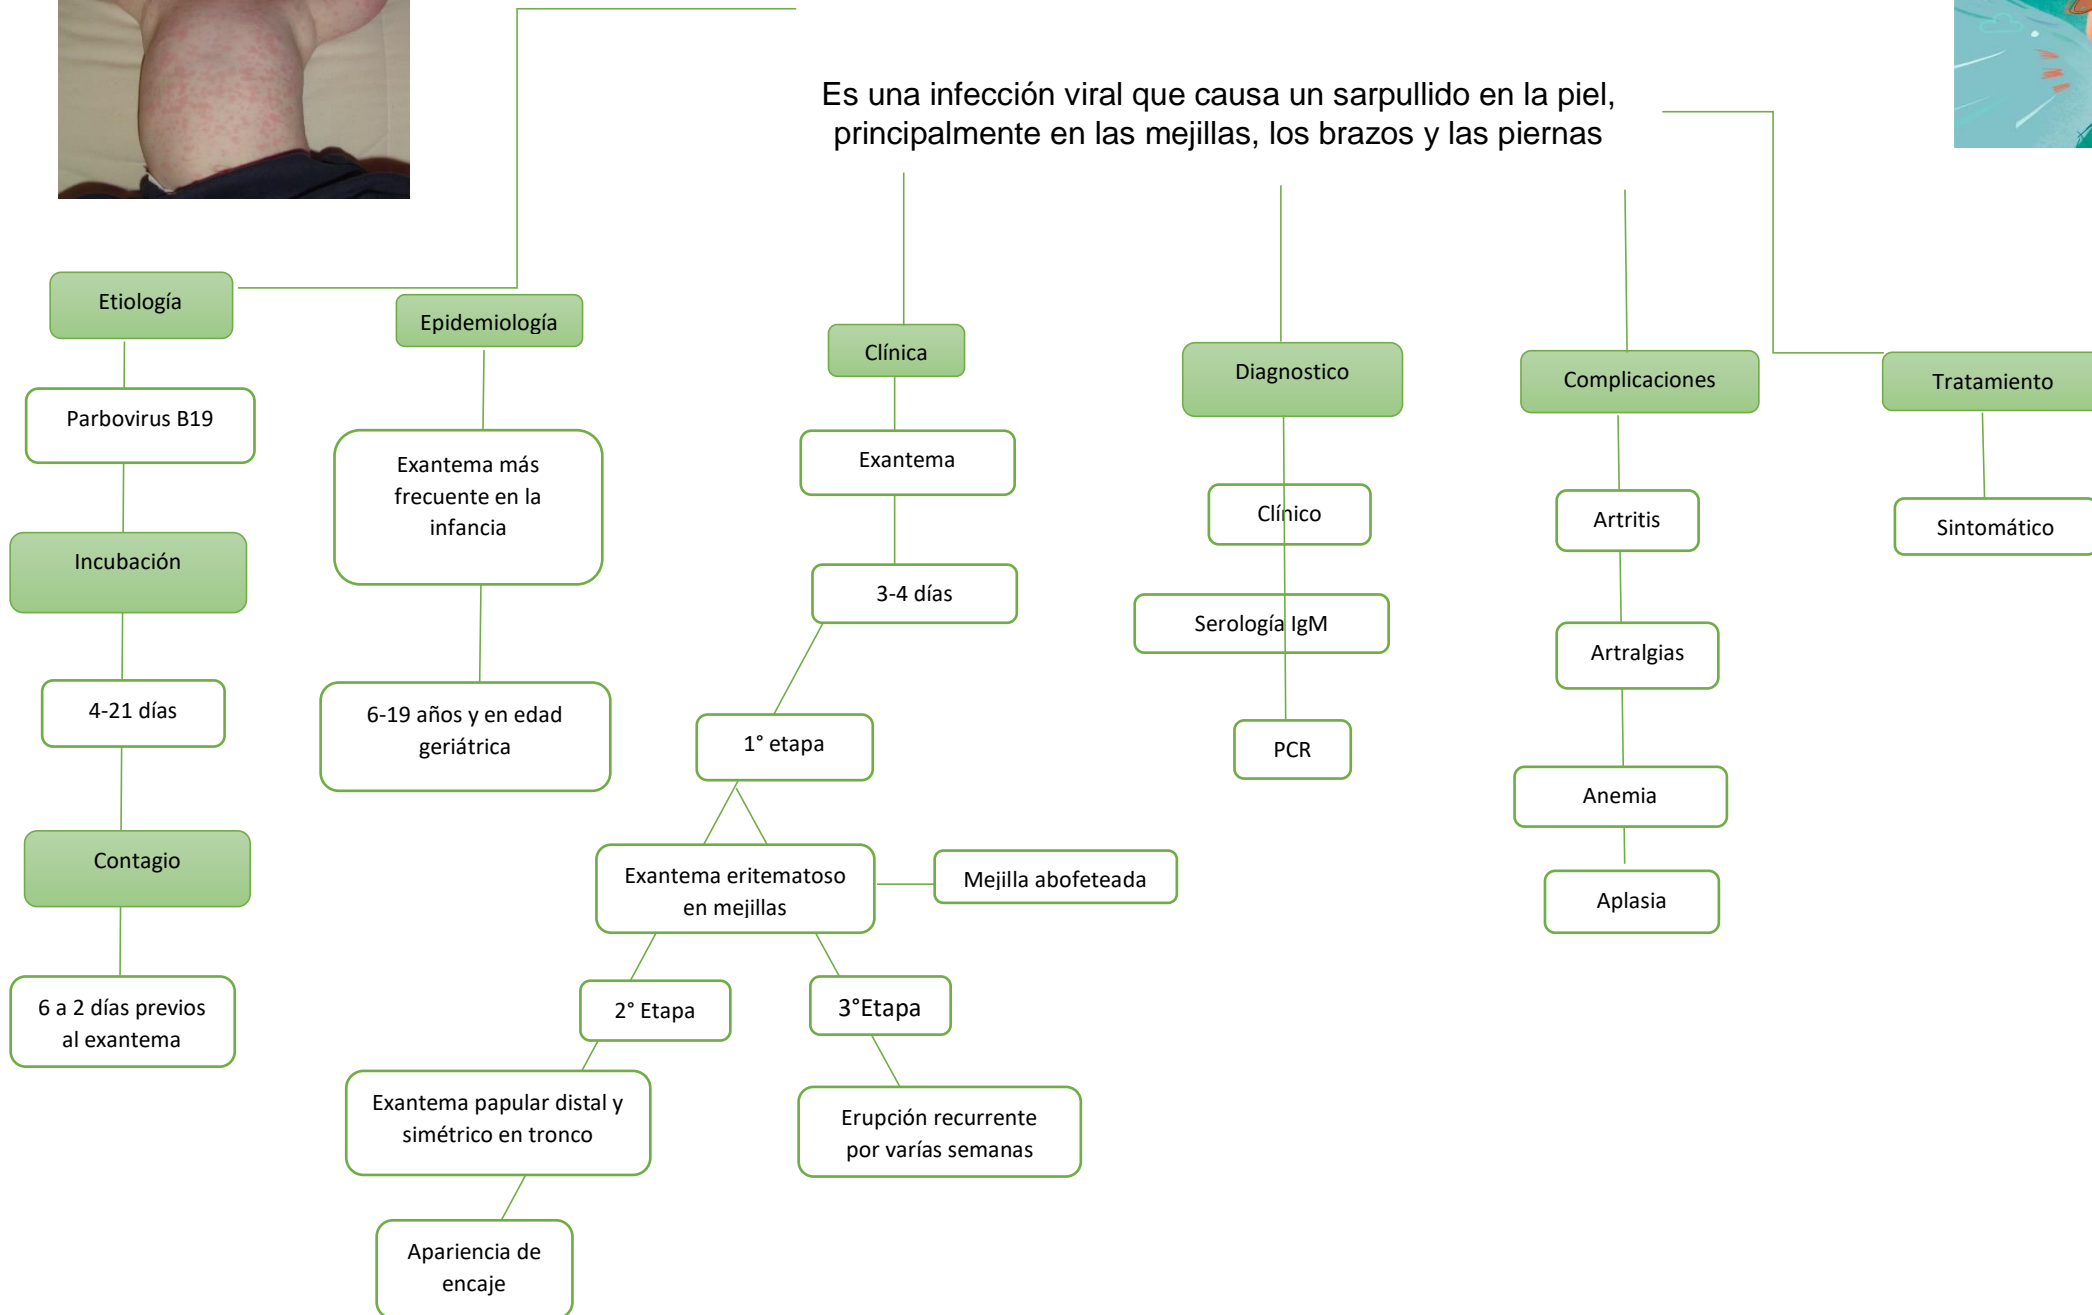 Es una infección viral que causa un sarpullido en la piel,
principalmente en las mejillas, los brazos y las piernas
Etiología
Parbovirus B19
Incubación
4-21 días
Contagio
6 a 2 días previos
al exantema
Epidemiología
Exantema más
frecuente en la
infancia
6-19 años y en edad
geriátrica
Clínica
Exantema
3-4 días
1° etapa
Exantema eritematoso
en mejillas
Mejilla abofeteada
2° Etapa
Exantema papular distal y
simétrico en tronco
Apariencia de
encaje
3°Etapa
Erupción recurrente
por varías semanas
Diagnostico
Clínico
Serología IgM
PCR
Complicaciones
Artritis
Artralgias
Anemia
Aplasia
Tratamiento
Sintomático